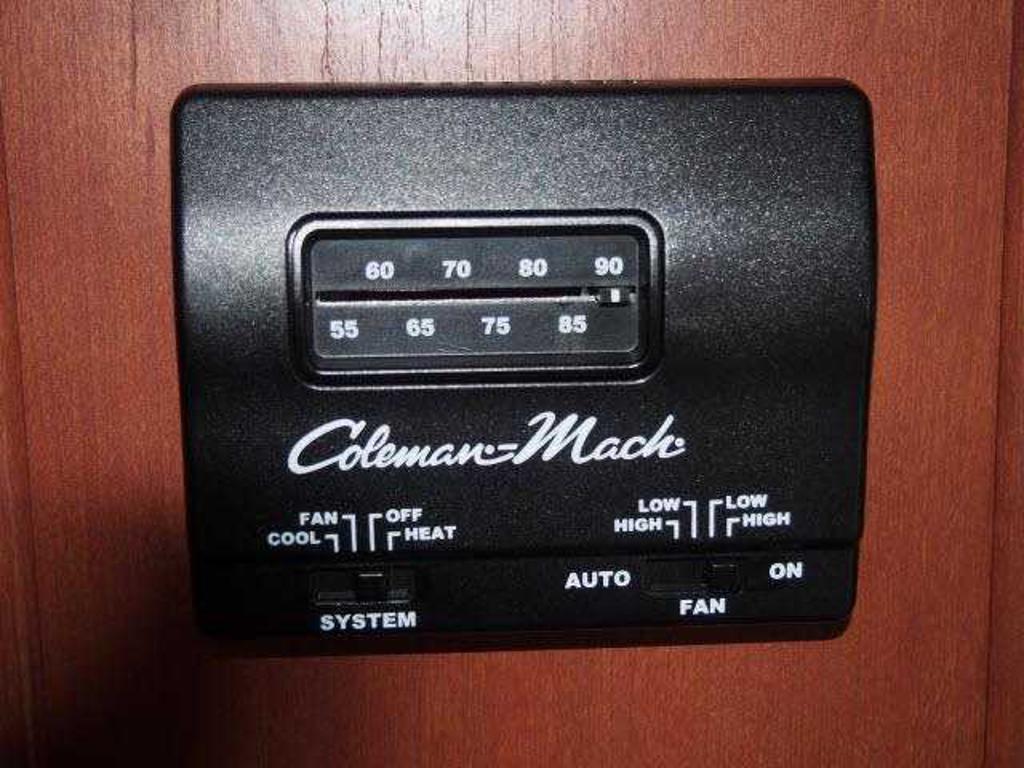 60 70 80 90
55 65 75 85
Coleman-Mach
FAN OFF
COOL HEAT
LOW LOW
HIGH HIGH
AUTO ON
SYSTEM FAN